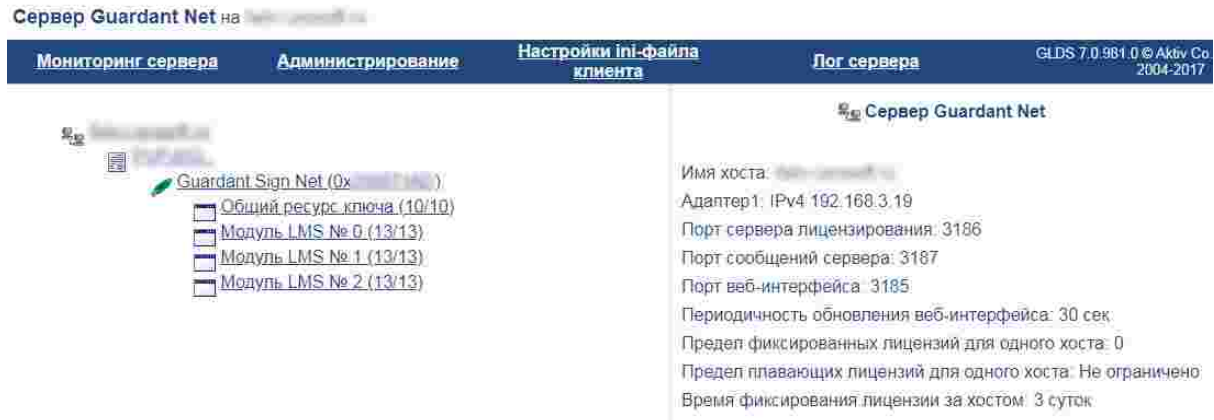 Сервер Guardant Net на
Мониторинг сервера
Администрирование
Настройки ini-файла
клиента
Лог сервера
GLDS 7.0.981.0 © Aktiv Co.
2004-2017
Guardant Sign Net (0x )
Общий ресурс ключа (10/10)
Модуль LMS № 0 (13/13)
Модуль LMS № 1 (13/13)
Модуль LMS № 2 (13/13)
Сервер Guardant Net
Имя хоста:
Адаптер1: IPv4 192.168.3.19
Порт сервера лицензирования: 3186
Порт сообщений сервера: 3187
Порт веб-интерфейса: 3185
Периодичность обновления веб-интерфейса: 30 сек
Предел фиксированных лицензий для одного хоста: 0
Предел плавающих лицензий для одного хоста: Не ограничено
Время фиксирования лицензии за хостом: 3 суток